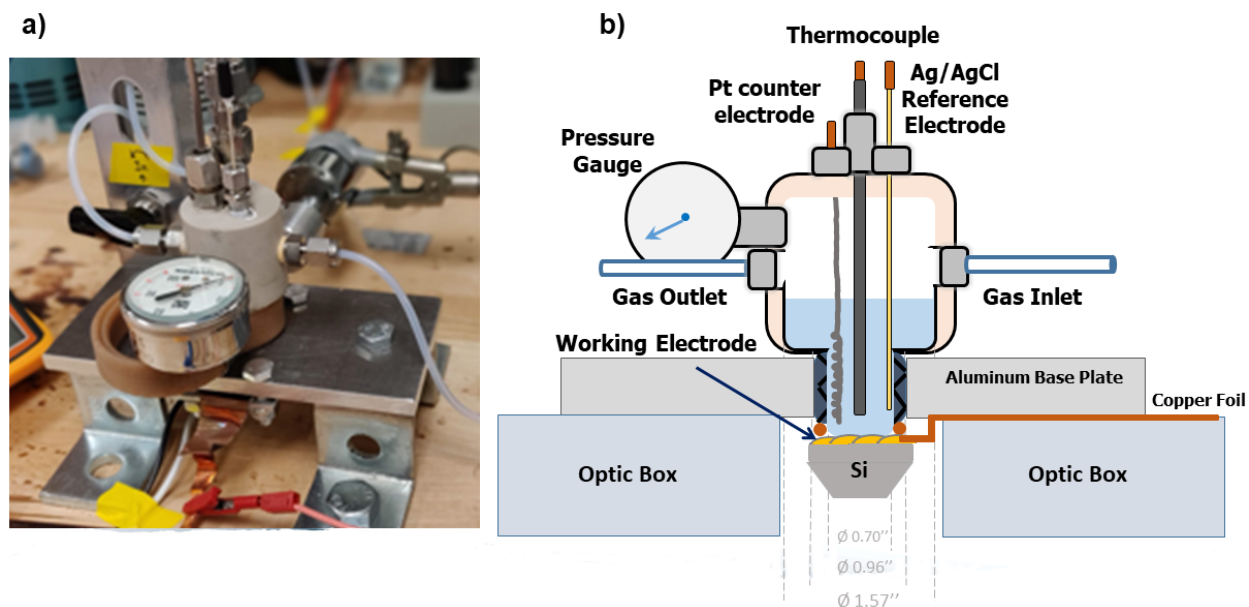 a)
b)
Thermocouple
Pt counter
electrode
Ag/AgCl
Reference
Electrode
Pressure
Gauge
Gas Outlet
Gas Inlet
Working Electrode
Aluminum Base Plate
Copper Foil
Optic Box
Si
Optic Box
Ø 0.70’’
Ø 0.96’’
Ø 1.57’’